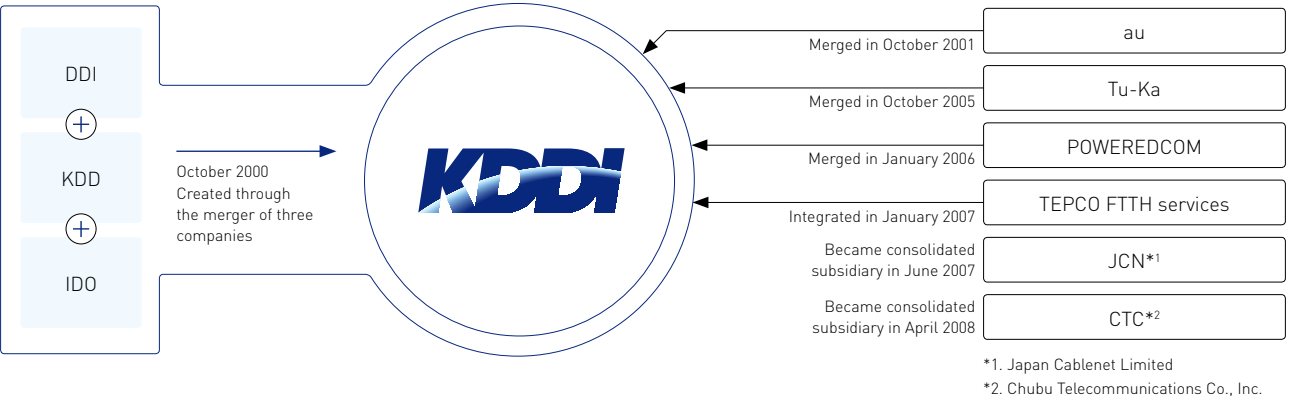 DDI
+
KDD
+
IDO
October 2000
Created through
the merger of three
companies
KDDI
Merged in October 2001
au
Merged in October 2005
Tu-Ka
Merged in January 2006
POWEREDCOM
Integrated in January 2007
TEPCO FTTH services
Became consolidated
subsidiary in June 2007
JCN*1
Became consolidated
subsidiary in April 2008
CTC*2
*1. Japan Cablenet Limited
*2. Chubu Telecommunications Co., Inc.